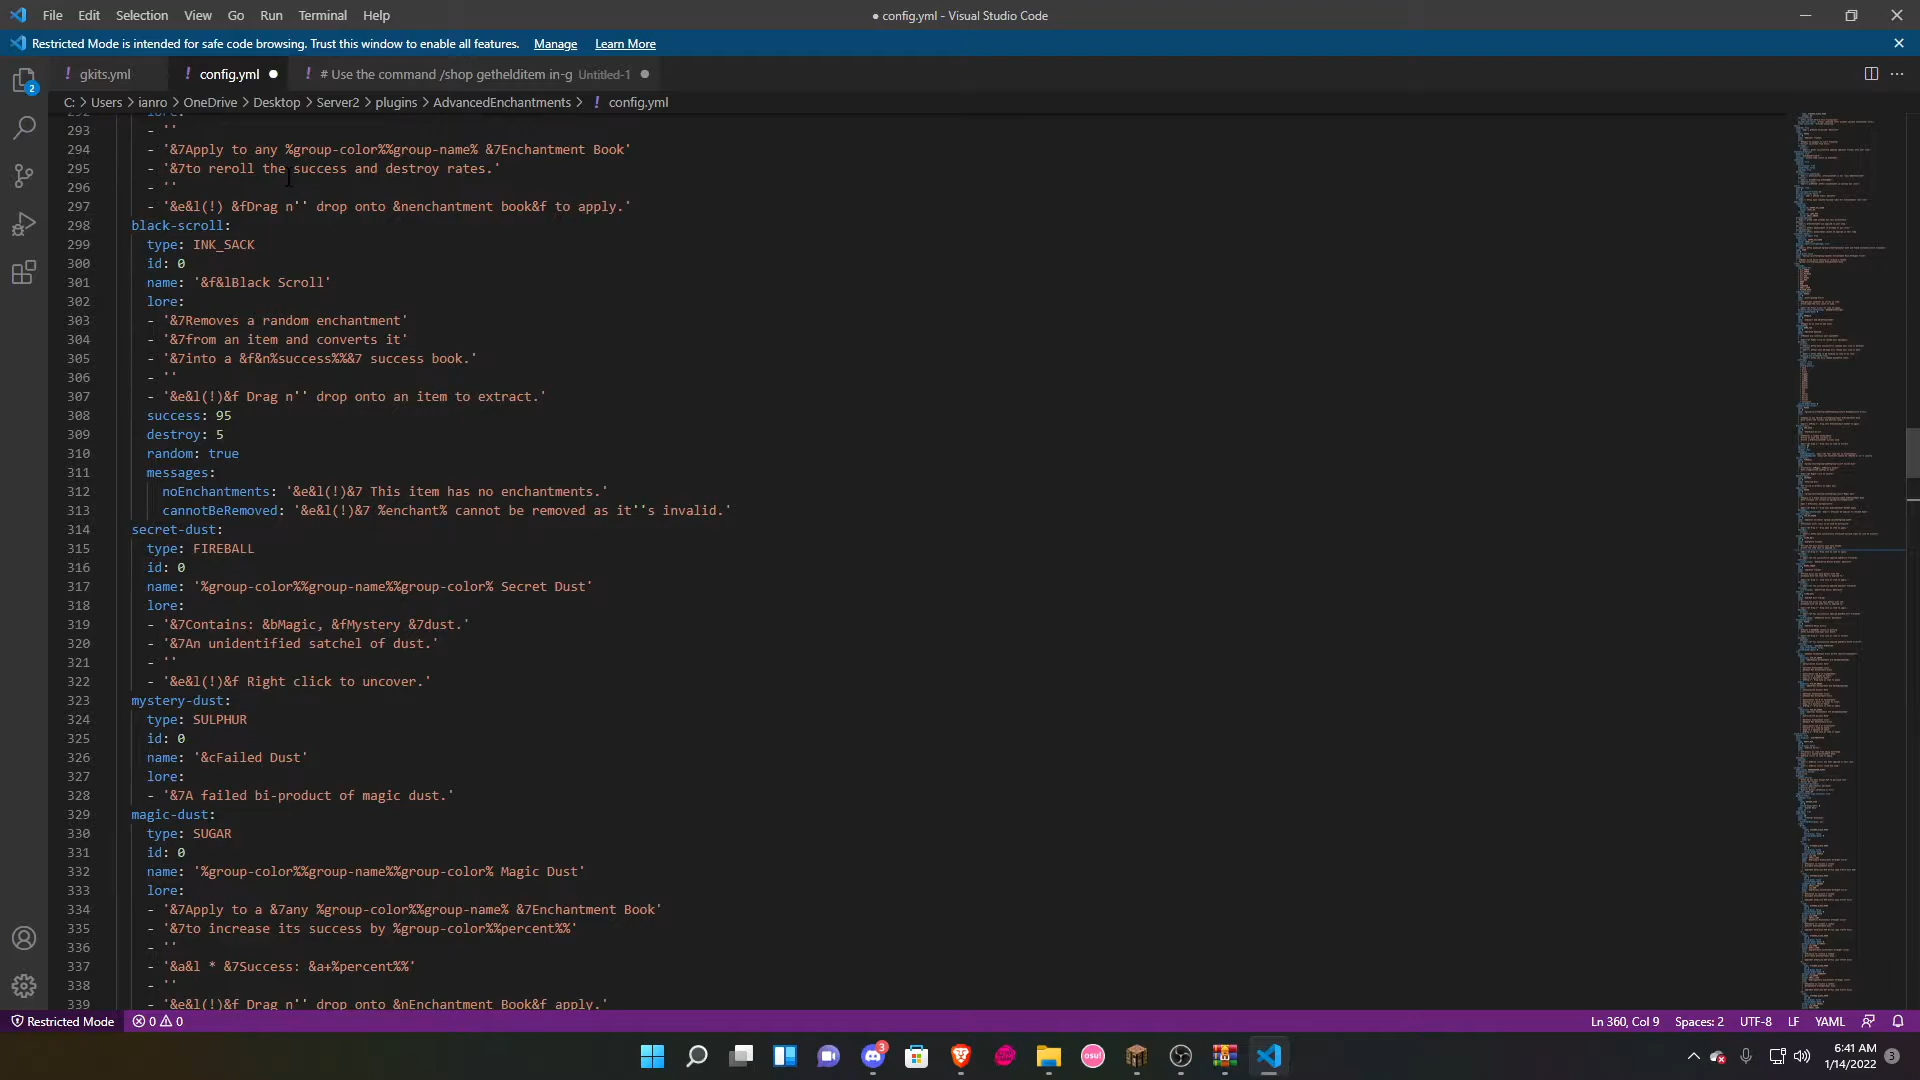 File Edit Selection View Go Run Terminal Help
● config.yml - Visual Studio Code
Restricted Mode is intended for safe code browsing. Trust this window to enable all features. Manage Learn More
! gkits.yml
! config.yml ●
! # Use the command /shop gethelditem in-g Untitled-1 ●
C: > Users > ianro > OneDrive > Desktop > Server2 > plugins > AdvancedEnchantments > ! config.yml
292 lore:
293 - ''
294 - '&7Apply to any %group-color%%group-name% &7Enchantment Book'
295 - '&7to reroll the success and destroy rates.'
296 - ''
297 - '&e&l(!) &fDrag n'' drop onto &nenchantment book&f to apply.'
298 black-scroll:
299 type: INK_SACK
300 id: 0
301 name: '&f&lBlack Scroll'
302 lore:
303 - '&7Removes a random enchantment'
304 - '&7from an item and converts it'
305 - '&7into a &f&n%success%%&7 success book.'
306 - ''
307 - '&e&l(!)&f Drag n'' drop onto an item to extract.'
308 success: 95
309 destroy: 5
310 random: true
311 messages:
312 noEnchantments: '&e&l(!)&7 This item has no enchantments.'
313 cannotBeRemoved: '&e&l(!)&7 %enchant% cannot be removed as it''s invalid.'
314 secret-dust:
315 type: FIREBALL
316 id: 0
317 name: '%group-color%%group-name%%group-color% Secret Dust'
318 lore:
319 - '&7Contains: &bMagic, &fMystery &7dust.'
320 - '&7An unidentified satchel of dust.'
321 - ''
322 - '&e&l(!)&f Right click to uncover.'
323 mystery-dust:
324 type: SULPHUR
325 id: 0
326 name: '&cFailed Dust'
327 lore:
328 - '&7A failed bi-product of magic dust.'
329 magic-dust:
330 type: SUGAR
331 id: 0
332 name: '%group-color%%group-name%%group-color% Magic Dust'
333 lore:
334 - '&7Apply to a &7any %group-color%%group-name% &7Enchantment Book'
335 - '&7to increase its success by %group-color%%percent%%'
336 - ''
337 - '&a&l * &7Success: &a+%percent%%'
338 - ''
339 - '&e&l(!)&f Drag n'' drop onto &nEnchantment Book&f apply.'
Restricted Mode 0 0
Ln 360, Col 9 Spaces: 2 UTF-8 LF YAML
2
3
osu!
6:41 AM
1/14/2022
3